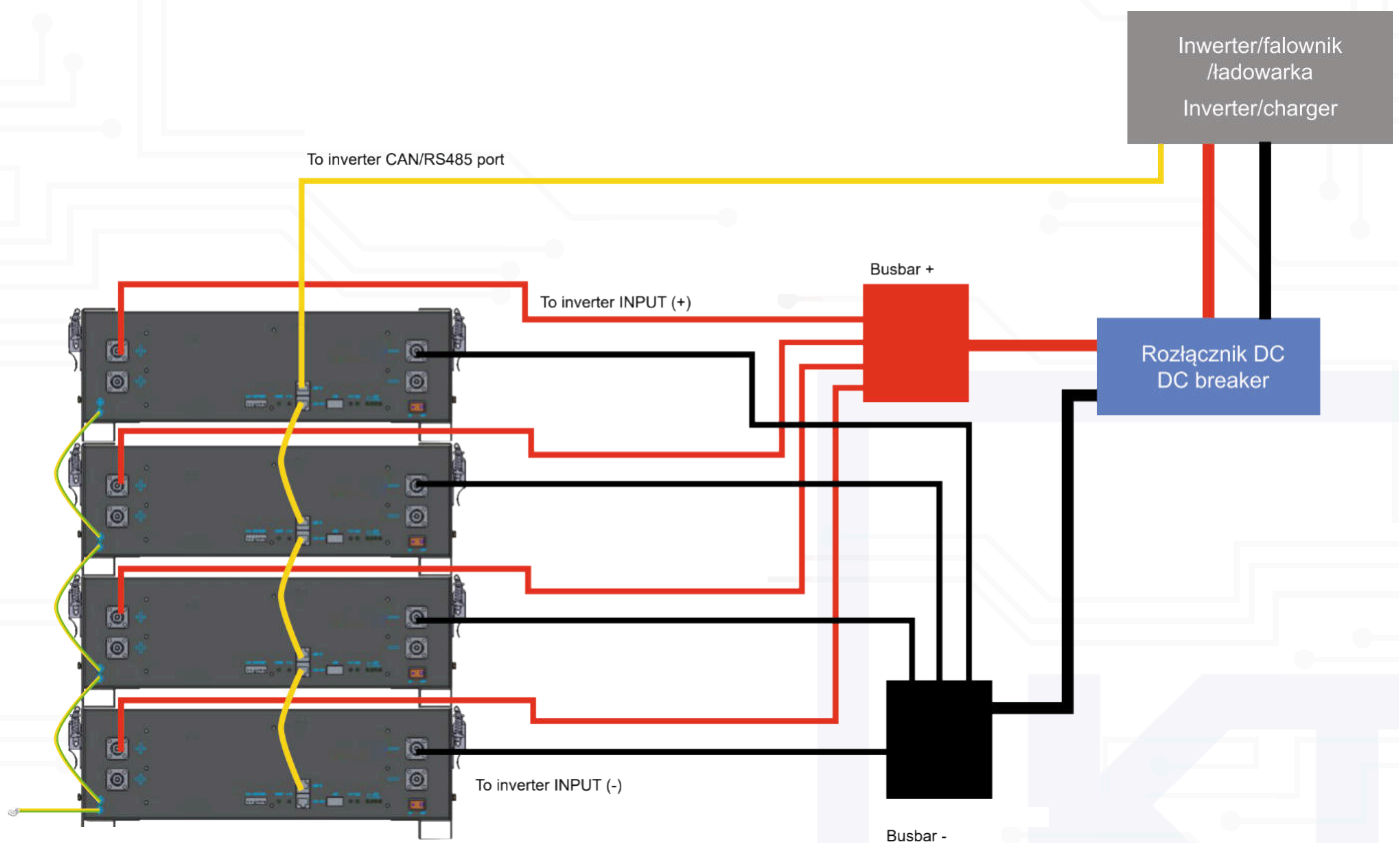 Inwerter/falownik
/ładowarka
Inverter/charger
To inverter CAN/RS485 port
Busbar +
To inverter INPUT (+)
Rozłącznik DC
DC breaker
To inverter INPUT (-)
Busbar -